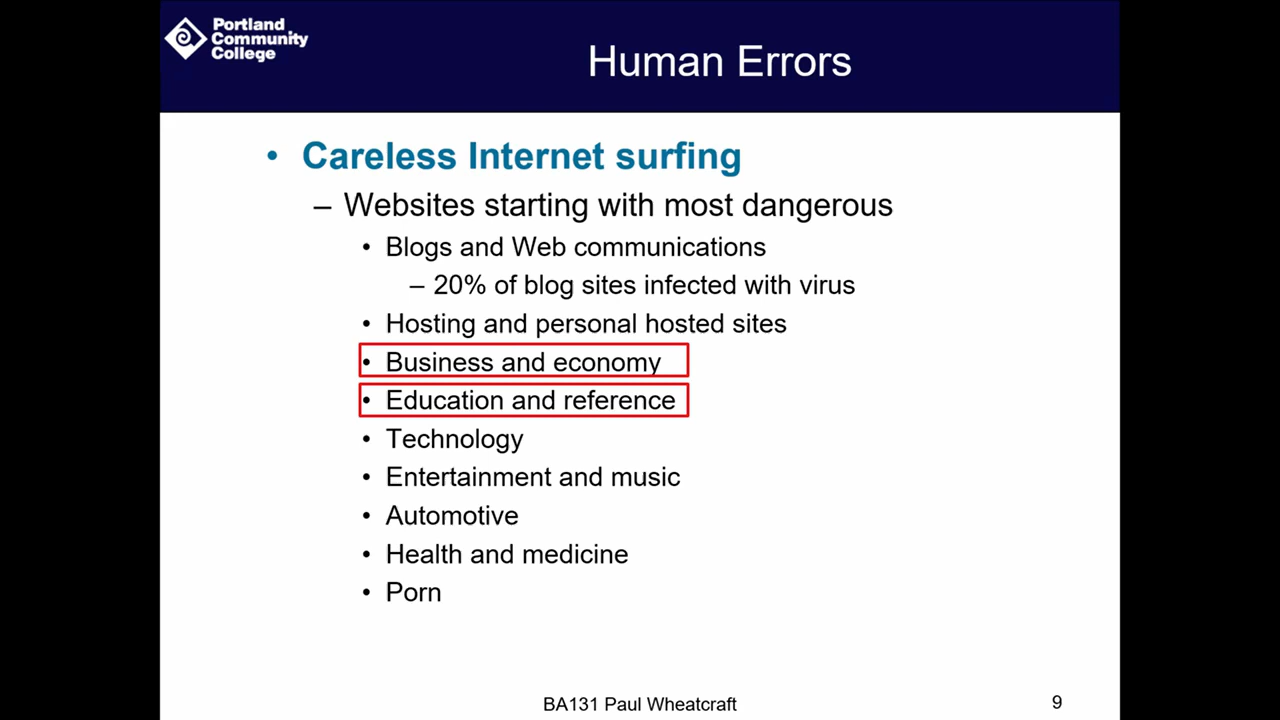 Portland
Community
College
Human Errors
• Careless Internet surfing
– Websites starting with most dangerous
• Blogs and Web communications
– 20% of blog sites infected with virus
• Hosting and personal hosted sites
• Business and economy
• Education and reference
• Technology
• Entertainment and music
• Automotive
• Health and medicine
• Porn
BA131 Paul Wheatcraft
9